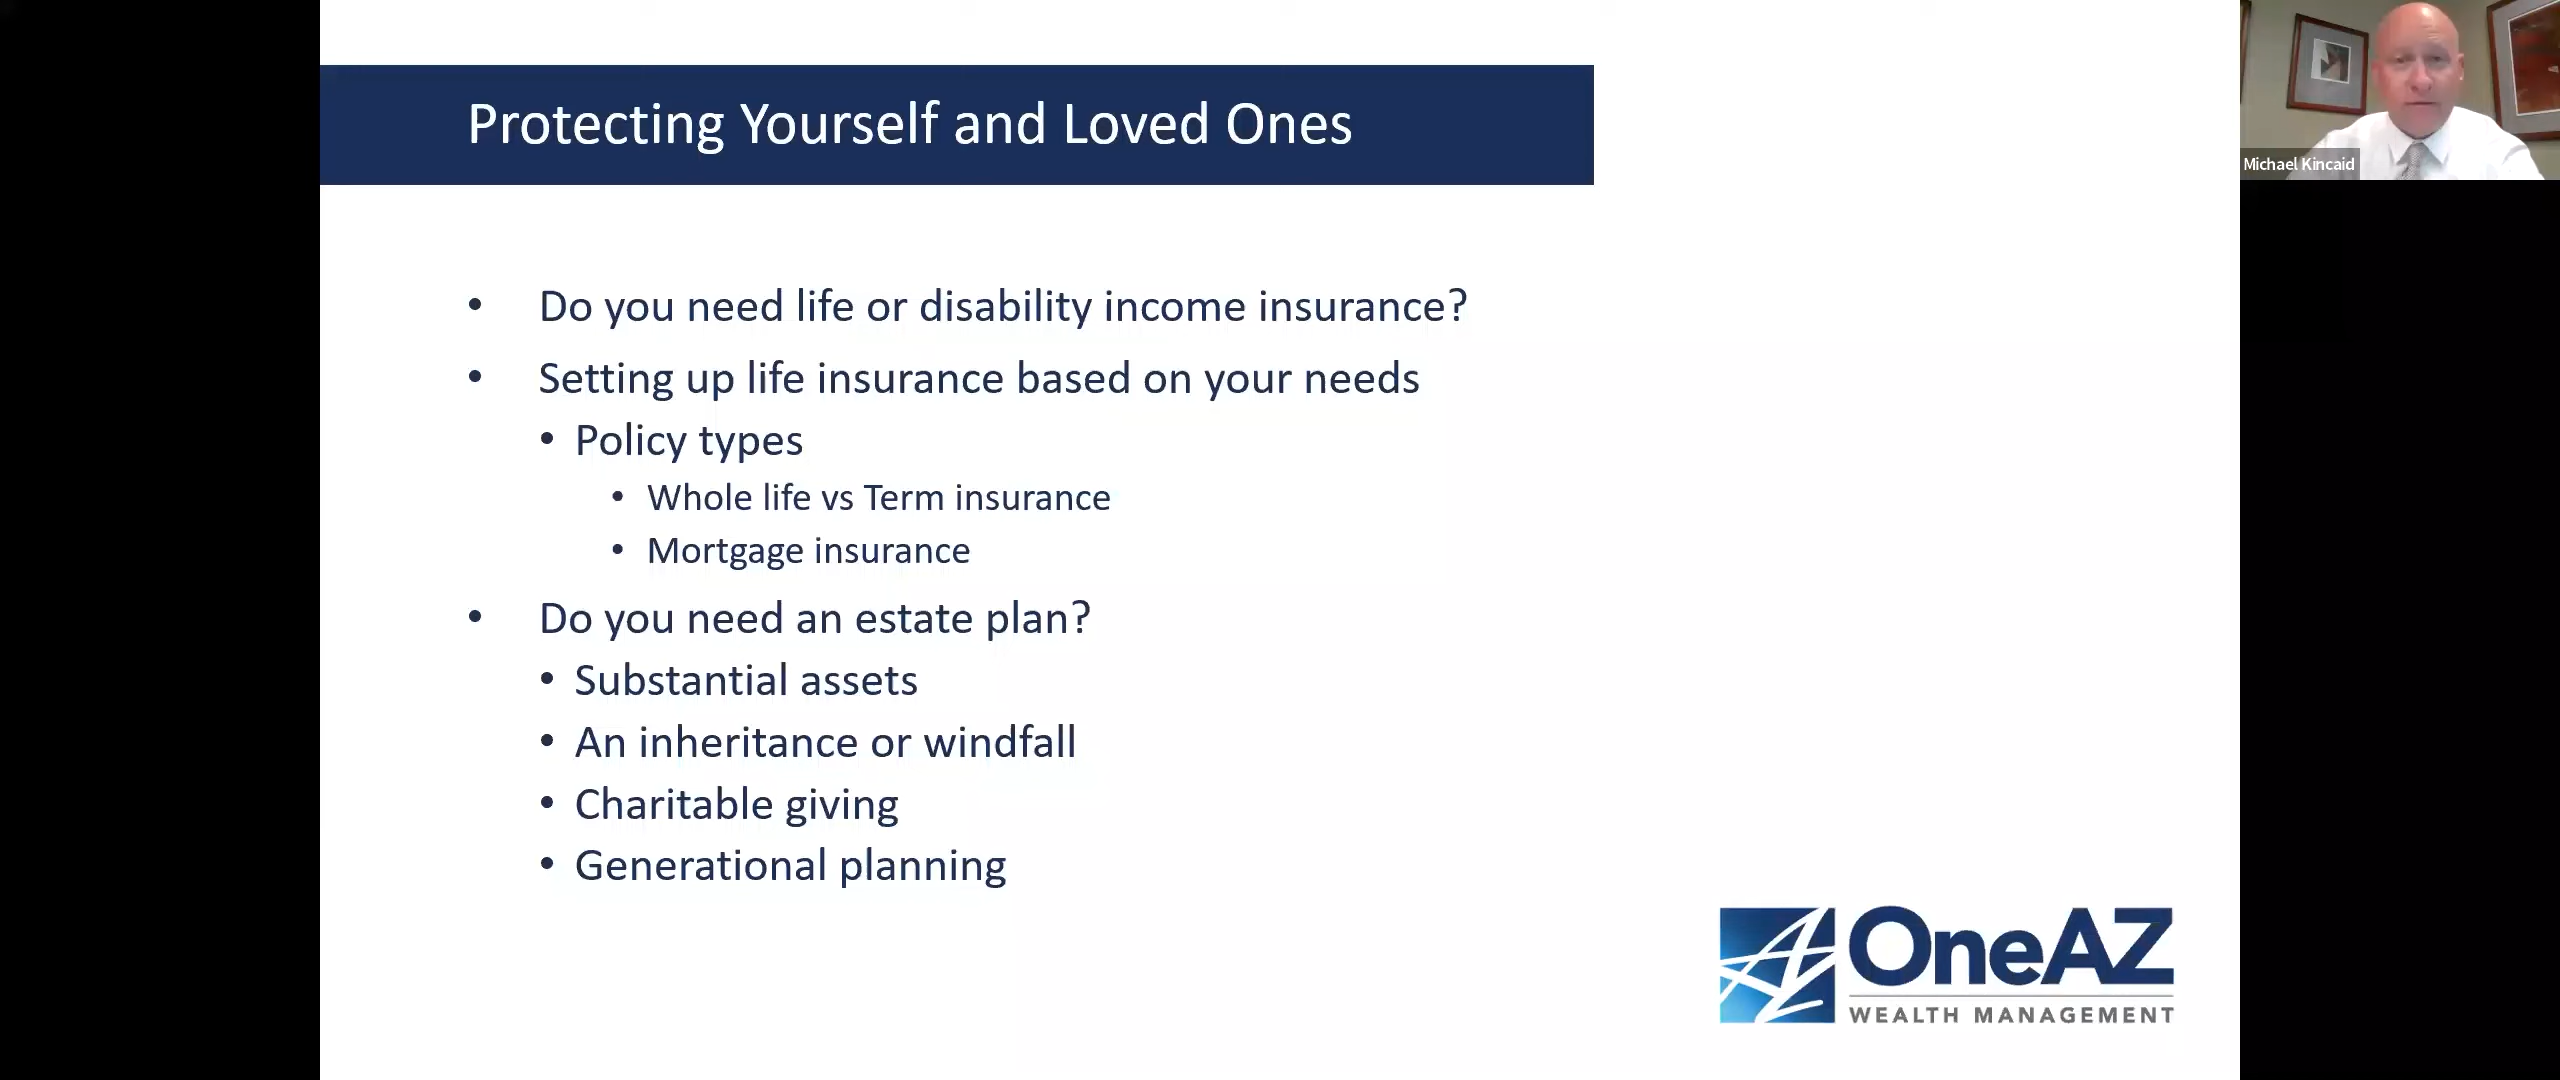 Protecting Yourself and Loved Ones
Michael Kincaid
• Do you need life or disability income insurance?
• Setting up life insurance based on your needs
• Policy types
• Whole life vs Term insurance
• Mortgage insurance
• Do you need an estate plan?
• Substantial assets
• An inheritance or windfall
• Charitable giving
• Generational planning
AZ OneAZ
WEALTH MANAGEMENT